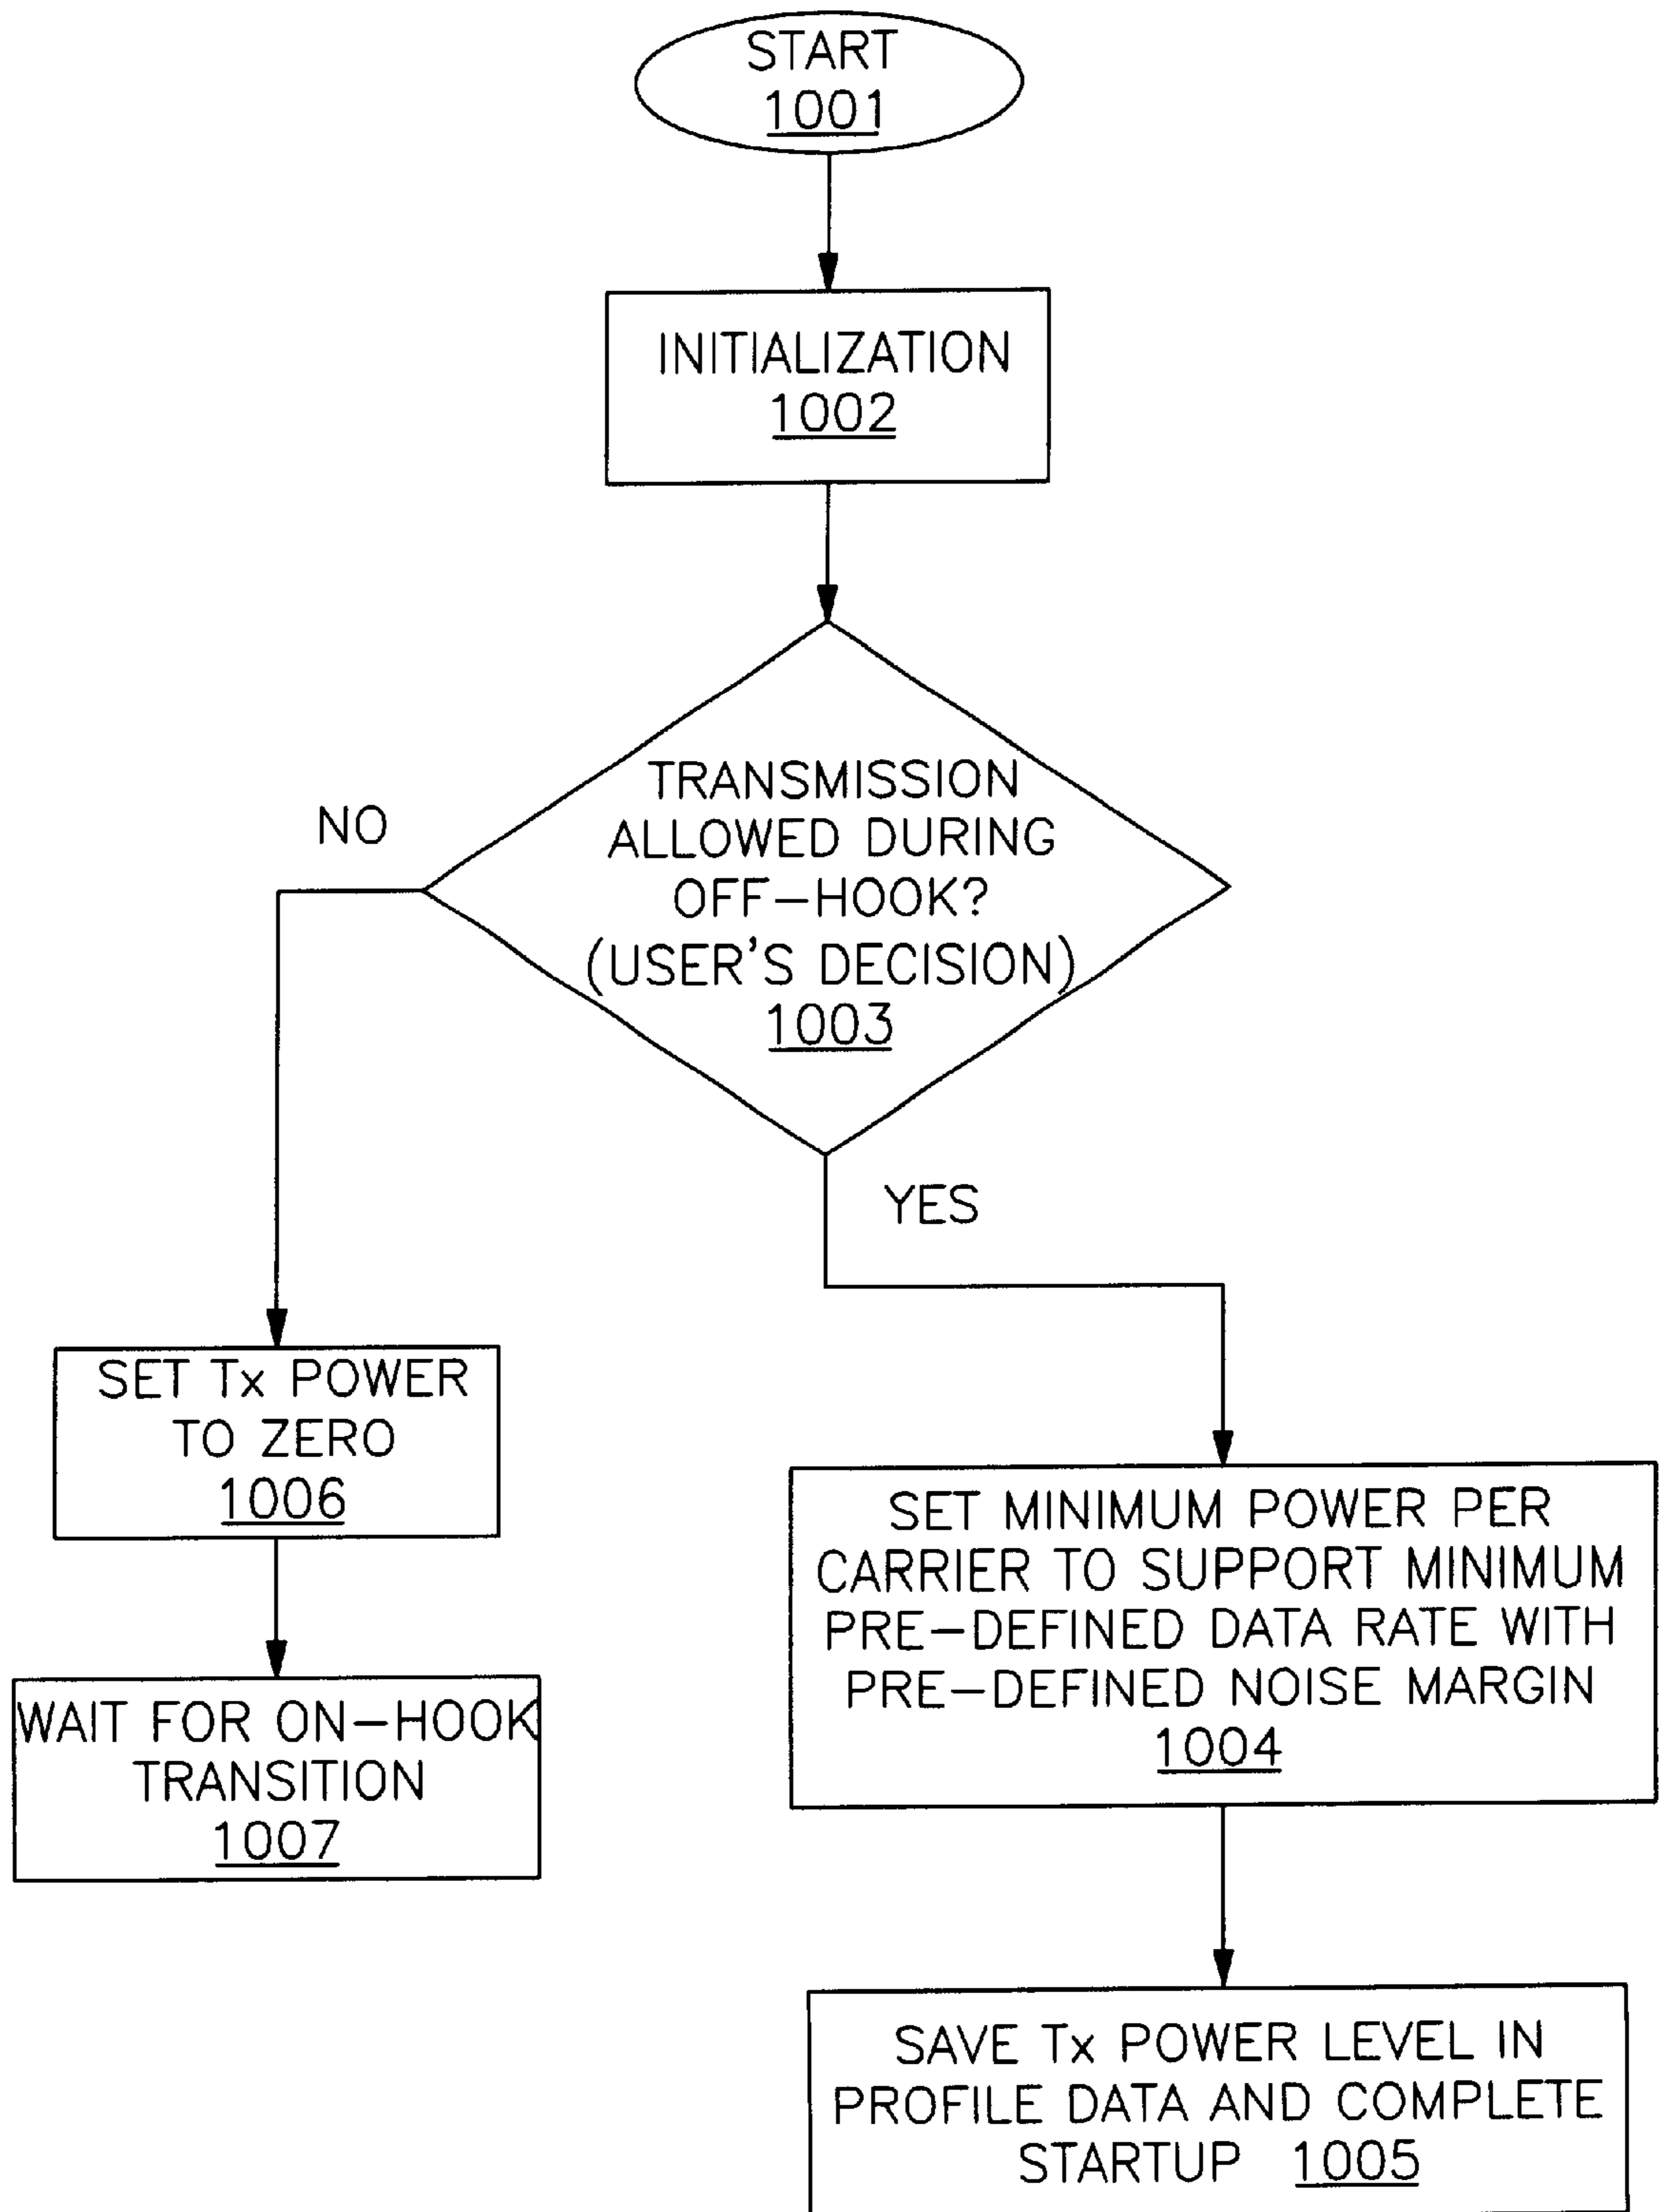 START
1001
INITIALIZATION
1002
TRANSMISSION
ALLOWED DURING
OFF-HOOK?
(USER'S DECISION)
1003
NO
YES
SET Tx POWER
TO ZERO
1006
WAIT FOR ON-HOOK
TRANSITION
1007
SET MINIMUM POWER PER
CARRIER TO SUPPORT MINIMUM
PRE-DEFINED DATA RATE WITH
PRE-DEFINED NOISE MARGIN
1004
SAVE Tx POWER LEVEL IN
PROFILE DATA AND COMPLETE
STARTUP 1005